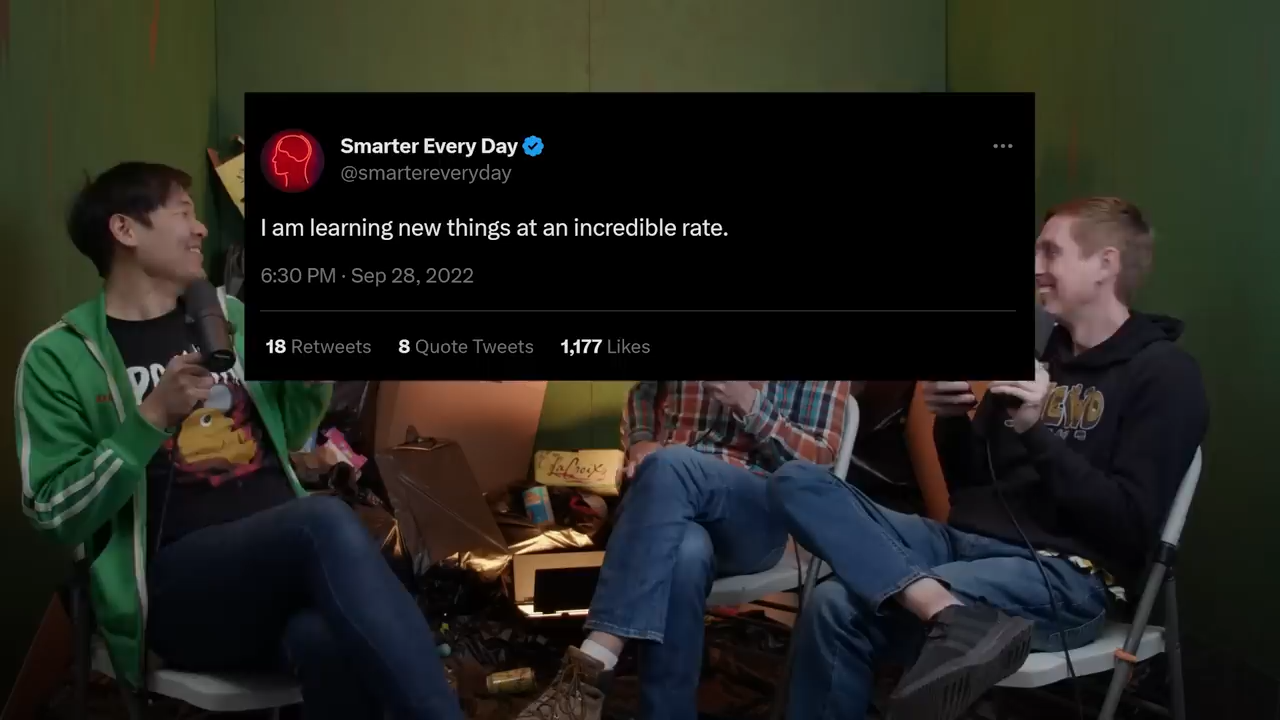 Smarter Every Day
@smartereveryday
I am learning new things at an incredible rate.
6:30 PM · Sep 28, 2022
18 Retweets 8 Quote Tweets 1,177 Likes
LaCroix